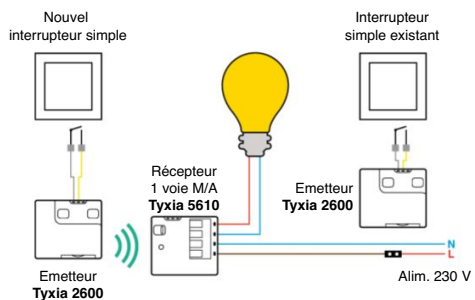 Nouvel
interrupteur simple
Interrupteur
simple existant
Récepteur
1 voie M/A
Tyxia 5610
Emetteur
Tyxia 2600
N
L
Emetteur
Tyxia 2600
Alim. 230 V